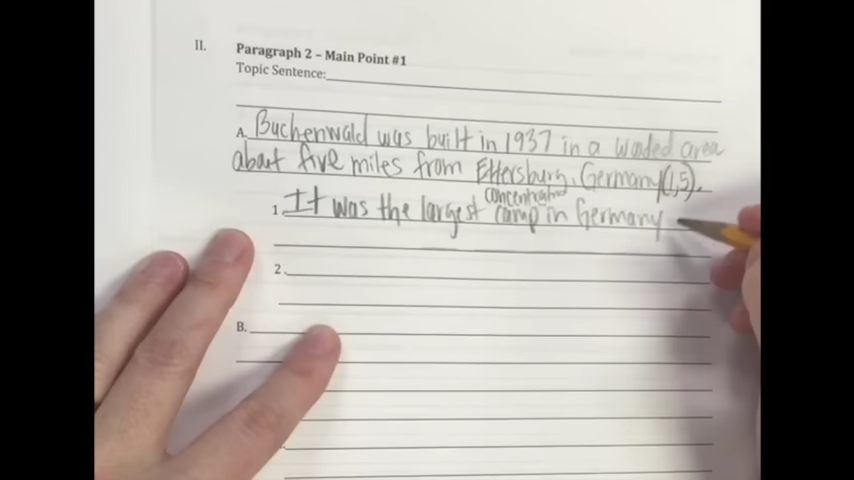 II. Paragraph 2 – Main Point #1
Topic Sentence:
A. Buchenwald was built in 1937 in a wooded area
about five miles from Ettersburg, Germany (1,5).
concentration
1. It was the largest camp in Germany
2.
B.